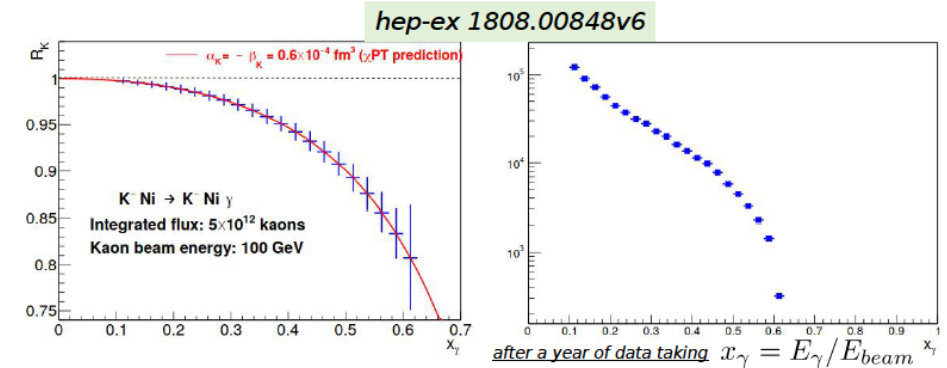 hep-ex 1808.00848v6
R_K
α_K = - β_K = 0.6×10⁻⁴ fm³ (χPT prediction)
1
0.95
0.9
0.85
0.8
0.75
K⁻ Ni → K⁻ Ni γ
Integrated flux: 5×10¹² kaons
Kaon beam energy: 100 GeV
0 0.1 0.2 0.3 0.4 0.5 0.6 0.7
x_γ
10⁵
10⁴
10³
0 0.1 0.2 0.3 0.4 0.5 0.6 0.7 0.8 0.9 1
x_γ
after a year of data taking x_γ = E_γ/E_beam